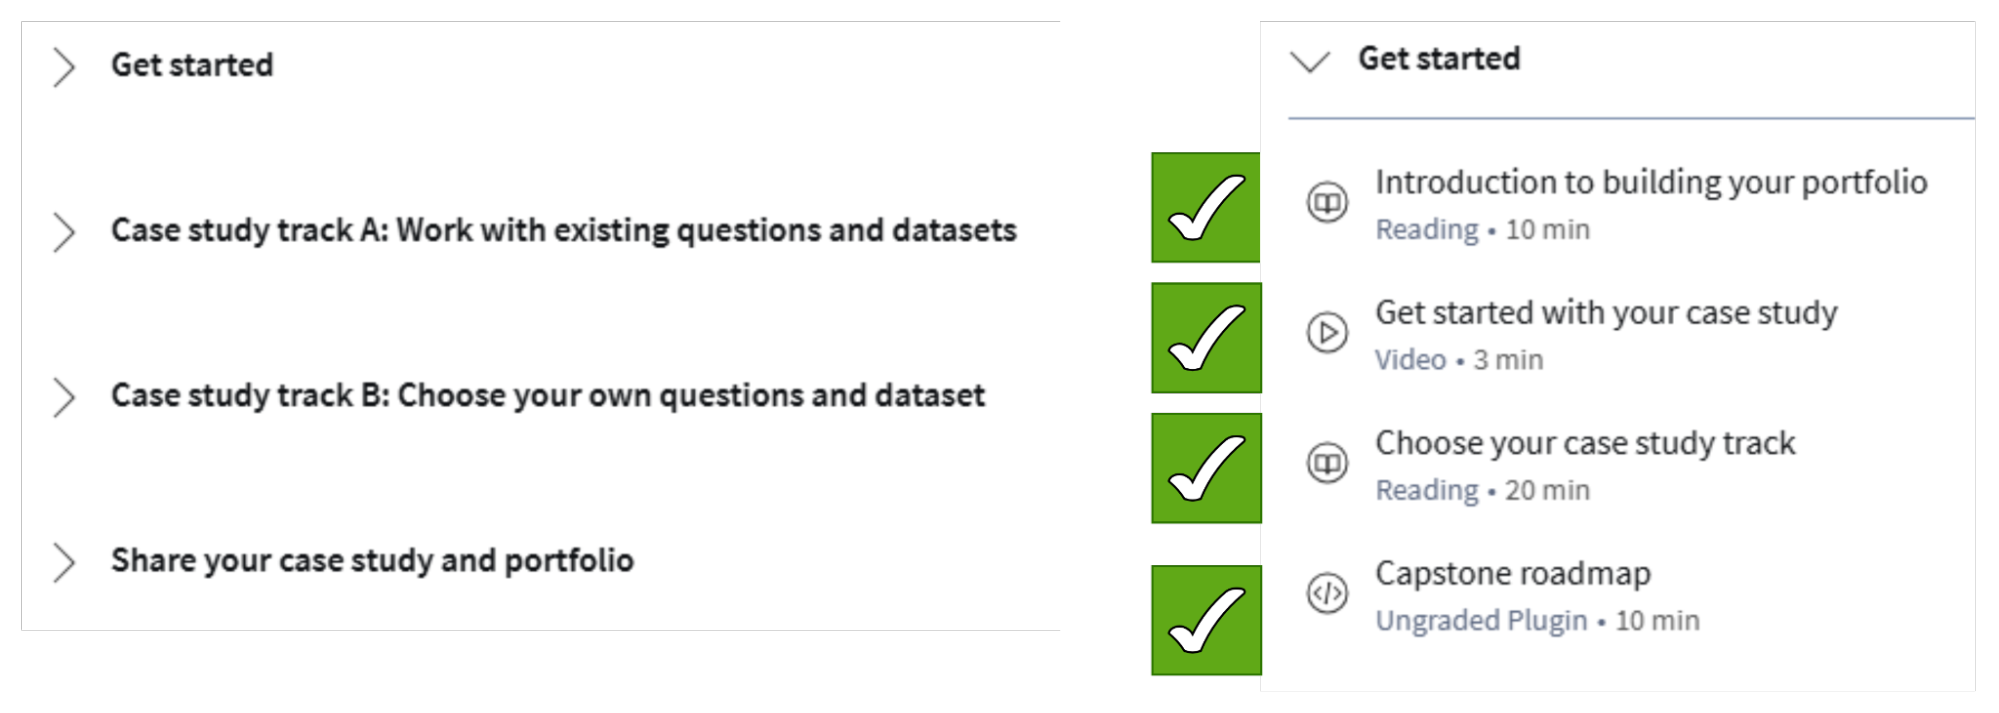 Get started
Case study track A: Work with existing questions and datasets
Case study track B: Choose your own questions and dataset
Share your case study and portfolio
Get started
Introduction to building your portfolio
Reading • 10 min
Get started with your case study
Video • 3 min
Choose your case study track
Reading • 20 min
Capstone roadmap
Ungraded Plugin • 10 min